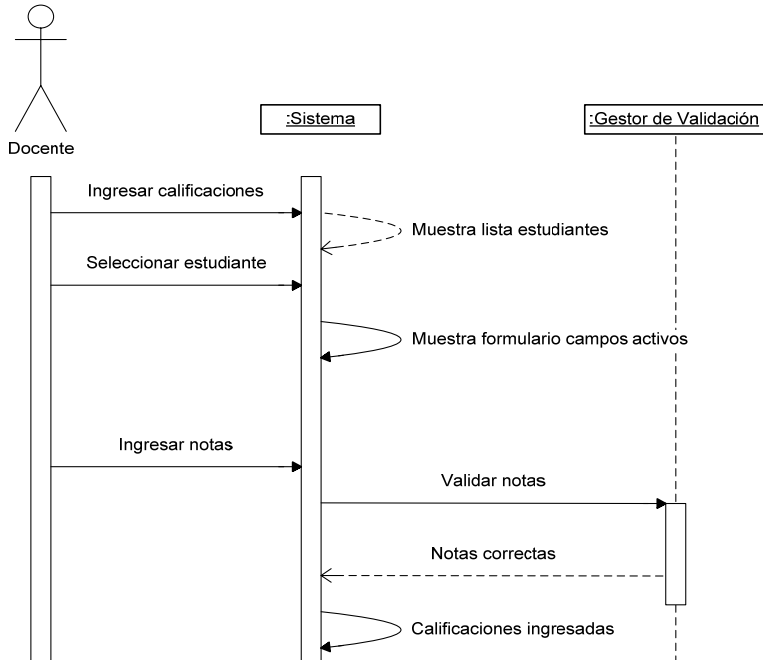 :Sistema
:Gestor de Validación
Docente
Ingresar calificaciones
Muestra lista estudiantes
Seleccionar estudiante
Muestra formulario campos activos
Ingresar notas
Validar notas
Notas correctas
Calificaciones ingresadas